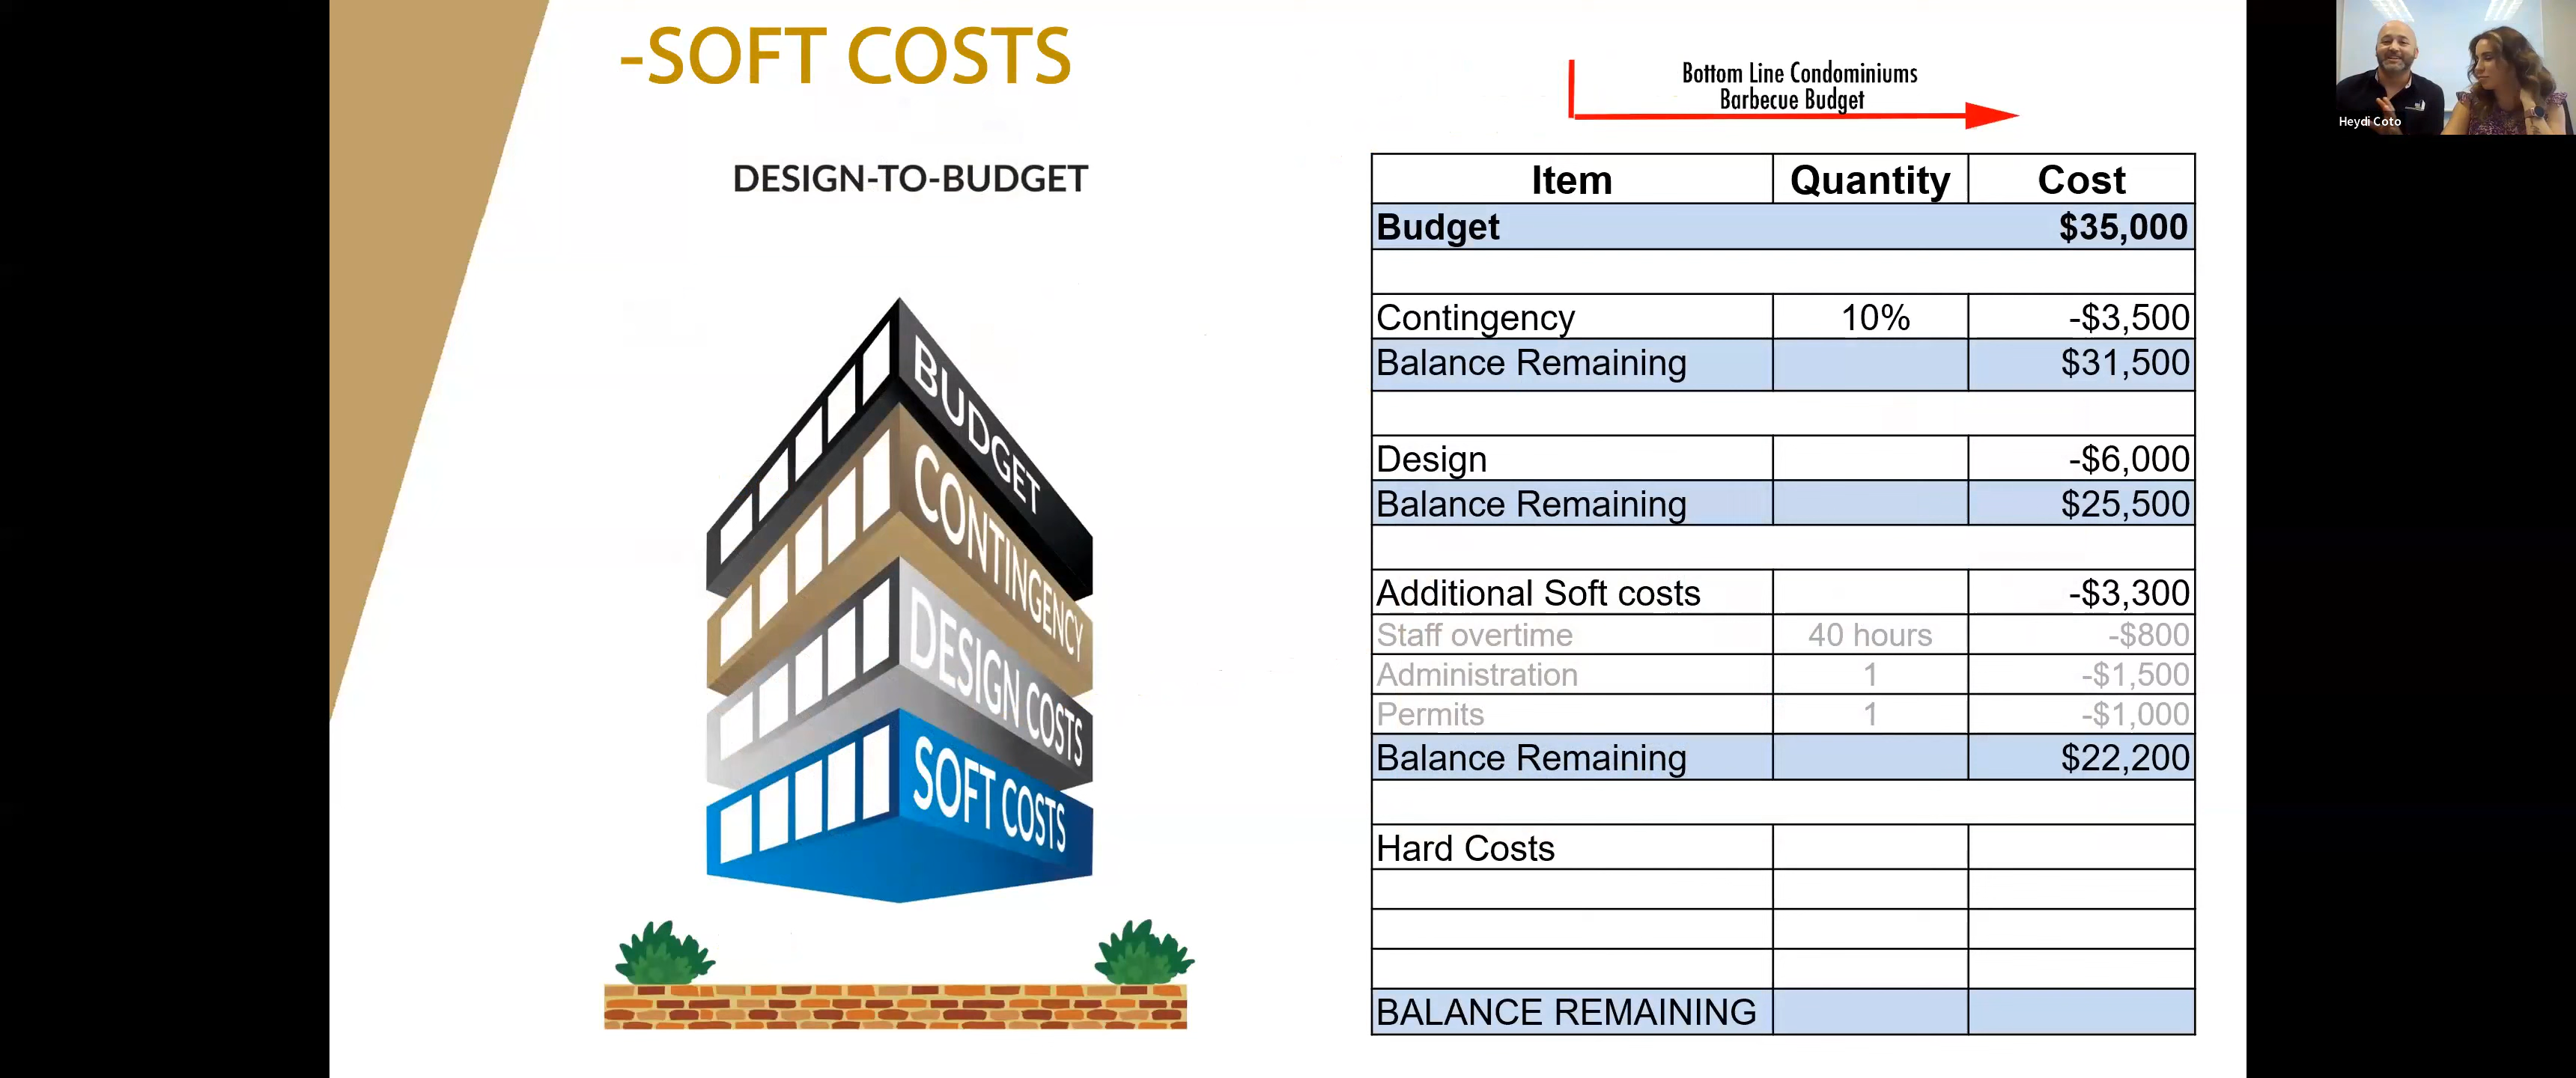 -SOFT COSTS
DESIGN-TO-BUDGET
BUDGET
CONTINGENCY
DESIGN COSTS
SOFT COSTS
Bottom Line Condominiums
Barbecue Budget
Item Quantity Cost
Budget $35,000
Contingency 10% -$3,500
Balance Remaining $31,500
Design -$6,000
Balance Remaining $25,500
Additional Soft costs -$3,300
Staff overtime 40 hours -$800
Administration 1 -$1,500
Permits 1 -$1,000
Balance Remaining $22,200
Hard Costs
BALANCE REMAINING
Heydi Coto